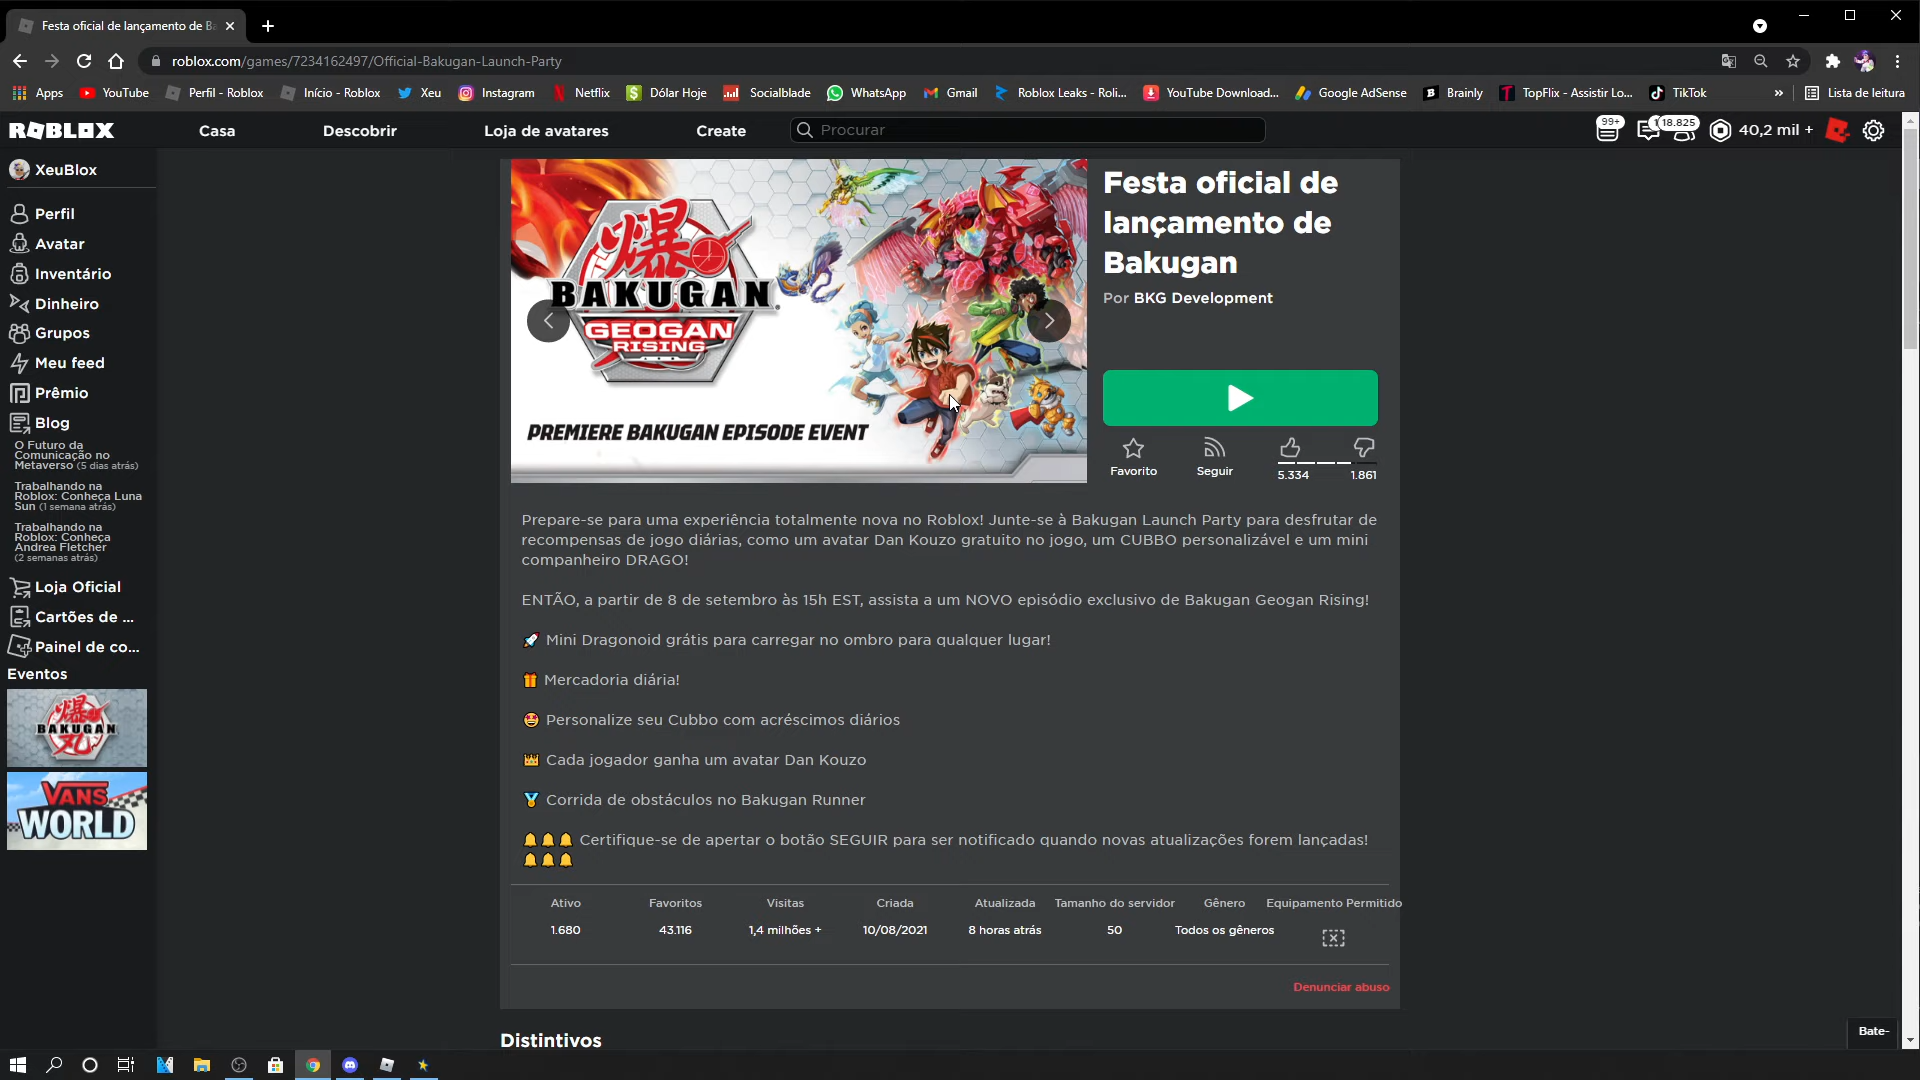 Festa oficial de lançamento de Ba
roblox.com/games/7234162497/Official-Bakugan-Launch-Party
Apps
YouTube
Perfil - Roblox
Início - Roblox
Xeu
Instagram
Netflix
Dólar Hoje
Socialblade
WhatsApp
Gmail
Roblox Leaks - Roli...
YouTube Download...
Google AdSense
Brainly
TopFlix - Assistir Lo...
TikTok
»
Lista de leitura
ROBLOX
Casa
Descobrir
Loja de avatares
Create
Procurar
99+
18.825
40,2 mil +
XeuBlox
Perfil
Avatar
Inventário
Dinheiro
Grupos
Meu feed
Prêmio
Blog
O Futuro da
Comunicação no
Metaverso (5 dias atrás)
Trabalhando na
Roblox: Conheça Luna
Sun (1 semana atrás)
Trabalhando na
Roblox: Conheça
Andrea Fletcher
(2 semanas atrás)
Loja Oficial
Cartões de ...
Painel de co...
Eventos
爆
BAKUGAN
丸
VANS
WORLD
爆
BAKUGAN
GEOGAN
RISING
PREMIERE BAKUGAN EPISODE EVENT
Festa oficial de
lançamento de
Bakugan
Por BKG Development
Favorito
Seguir
5.334
1.861
Prepare-se para uma experiência totalmente nova no Roblox! Junte-se à Bakugan Launch Party para desfrutar de
recompensas de jogo diárias, como um avatar Dan Kouzo gratuito no jogo, um CUBBO personalizável e um mini
companheiro DRAGO!
ENTÃO, a partir de 8 de setembro às 15h EST, assista a um NOVO episódio exclusivo de Bakugan Geogan Rising!
🚀 Mini Dragonoid grátis para carregar no ombro para qualquer lugar!
🎁 Mercadoria diária!
🤩 Personalize seu Cubbo com acréscimos diários
👑 Cada jogador ganha um avatar Dan Kouzo
🏅 Corrida de obstáculos no Bakugan Runner
🔔🔔🔔 Certifique-se de apertar o botão SEGUIR para ser notificado quando novas atualizações forem lançadas!
🔔🔔🔔
Ativo Favoritos Visitas Criada Atualizada Tamanho do servidor Gênero Equipamento Permitido
1.680 43.116 1,4 milhões + 10/08/2021 8 horas atrás 50 Todos os gêneros
Denunciar abuso
Distintivos
Bate-